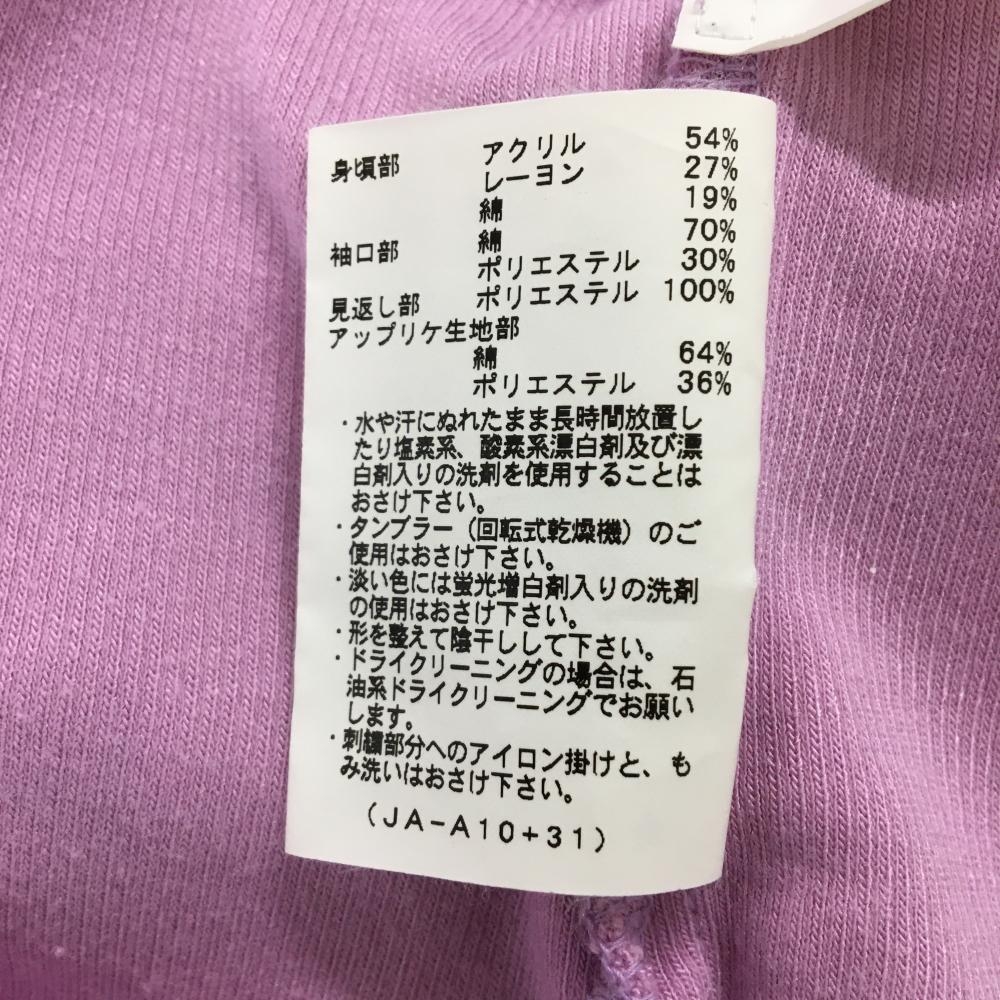 身頃部 アクリル 54%
レーヨン 27%
綿 19%
袖口部 綿 70%
ポリエステル 30%
見返し部 ポリエステル 100%
アップリケ生地部
綿 64%
ポリエステル 36%
・水や汗にぬれたまま長時間放置し
たり塩素系、酸素系漂白剤及び漂
白剤入りの洗剤を使用することは
おさけ下さい。
・タンブラー（回転式乾燥機）のご
使用はおさけ下さい。
・淡い色には蛍光増白剤入りの洗剤
の使用はおさけ下さい。
・形を整えて陰干しして下さい。
・ドライクリーニングの場合は、石
油系ドライクリーニングでお願い
します。
・刺繍部分へのアイロン掛けと、も
み洗いはおさけ下さい。
（JA-A10+31）